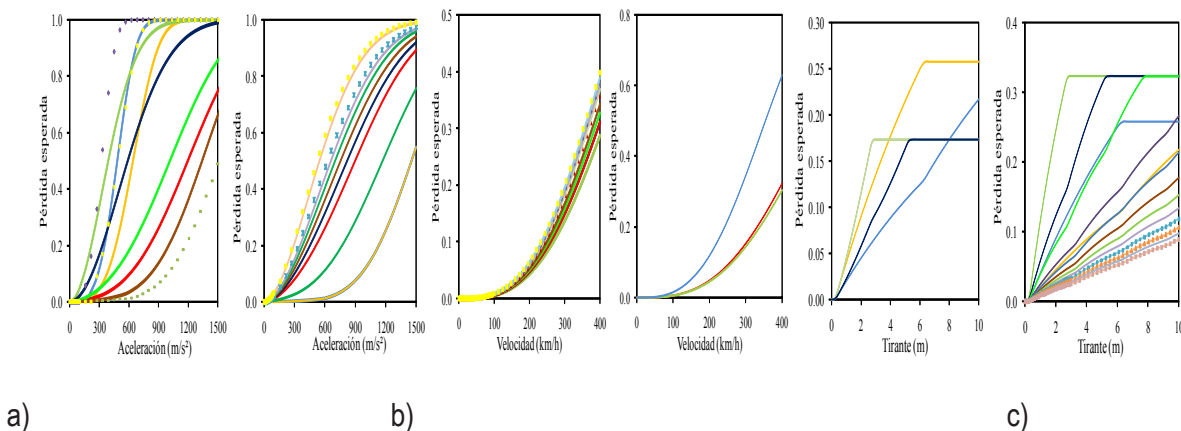 Pérdida esperada
1.0
0.8
0.6
0.4
0.2
0.0
0 300 600 900 1200 1500
Aceleración (m/s²)
Pérdida esperada
1.0
0.8
0.6
0.4
0.2
0.0
0 300 600 900 1200 1500
Aceleración (m/s²)
Pérdida esperada
0.5
0.4
0.3
0.2
0.1
0.0
0 100 200 300 400
Velocidad (km/h)
Pérdida esperada
0.8
0.6
0.4
0.2
0.0
0 100 200 300 400
Velocidad (km/h)
Pérdida esperada
0.30
0.25
0.20
0.15
0.10
0.05
0.00
0 2 4 6 8 10
Tirante (m)
Pérdida esperada
0.4
0.3
0.2
0.1
0.0
0 2 4 6 8 10
Tirante (m)
a) b) c)